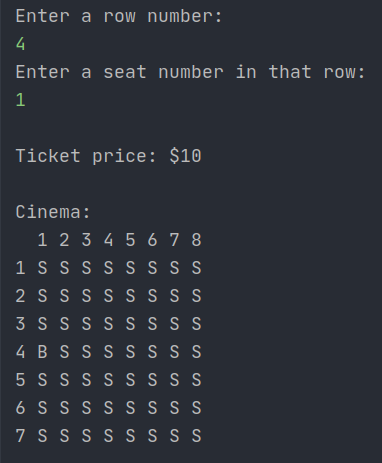 Enter a row number:
4
Enter a seat number in that row:
1
Ticket price: $10
Cinema:
  1 2 3 4 5 6 7 8
1 S S S S S S S S
2 S S S S S S S S
3 S S S S S S S S
4 B S S S S S S S
5 S S S S S S S S
6 S S S S S S S S
7 S S S S S S S S